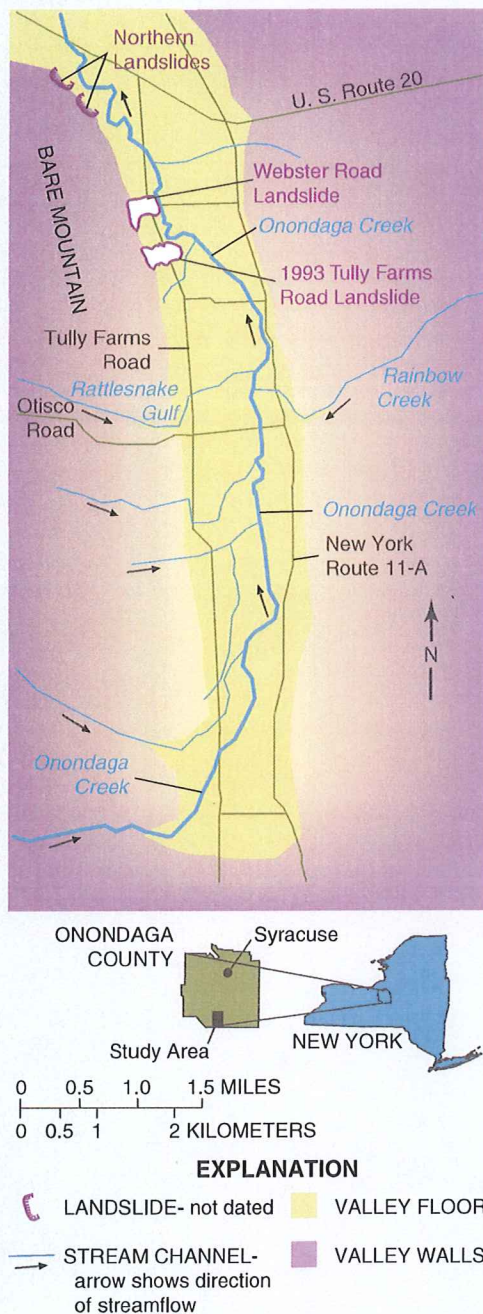 Northern
Landslides
U. S. Route 20
BARE MOUNTAIN
Webster Road
Landslide
Onondaga Creek
1993 Tully Farms
Road Landslide
Tully Farms
Road
Rattlesnake
Gulf
Rainbow
Creek
Otisco
Road
Onondaga Creek
New York
Route 11-A
N
Onondaga
Creek
ONONDAGA
COUNTY
Syracuse
Study Area
NEW YORK
0 0.5 1.0 1.5 MILES
0 0.5 1 2 KILOMETERS
EXPLANATION
LANDSLIDE- not dated
VALLEY FLOOR
STREAM CHANNEL-
arrow shows direction
of streamflow
VALLEY WALLS